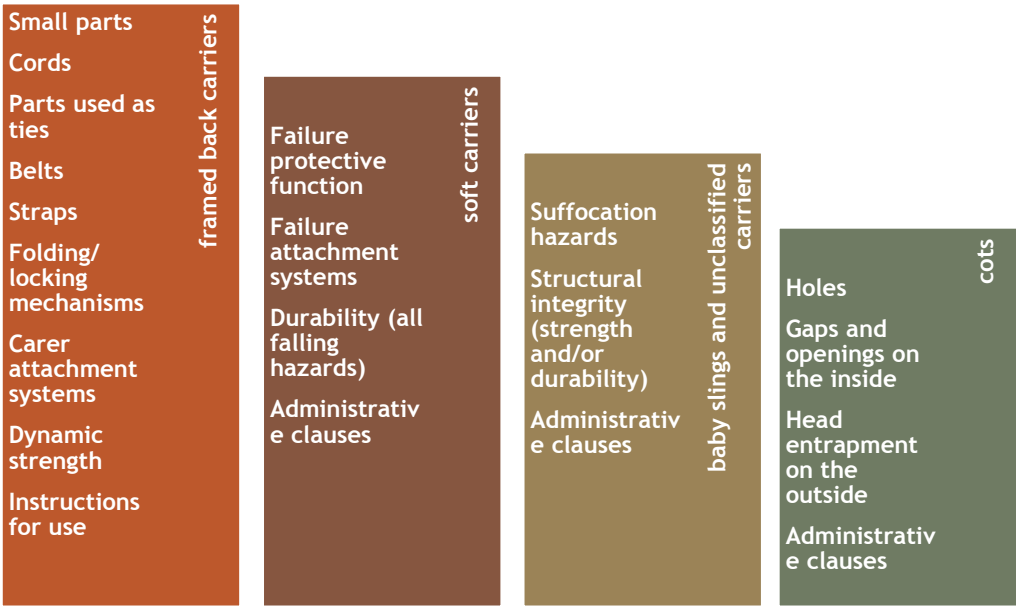 Small parts
Cords
Parts used as
ties
Belts
Straps
Folding/
locking
mechanisms
Carer
attachment
systems
Dynamic
strength
Instructions
for use
framed back carriers
Failure
protective
function
Failure
attachment
systems
Durability (all
falling
hazards)
Administrativ
e clauses
soft carriers
Suffocation
hazards
Structural
integrity
(strength
and/or
durability)
Administrativ
e clauses
baby slings and unclassified
carriers
Holes
Gaps and
openings on
the inside
Head
entrapment
on the
outside
Administrativ
e clauses
cots